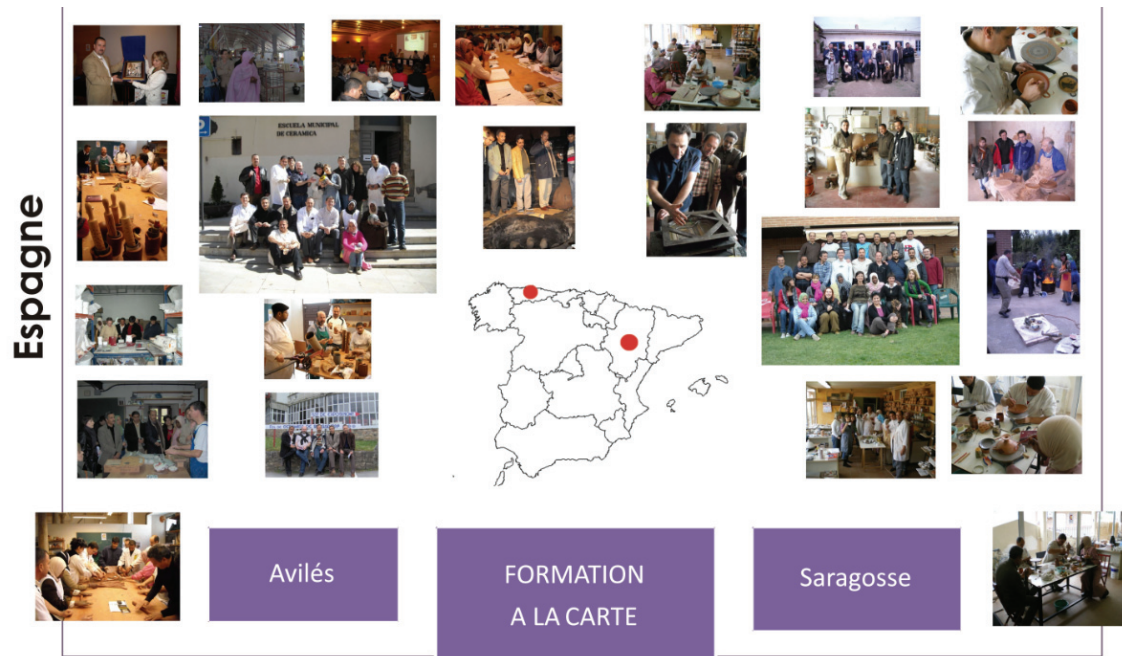 Espagne
ESCUELA MUNICIPAL
DE CERAMICA
Avilés
FORMATION
A LA CARTE
Saragosse